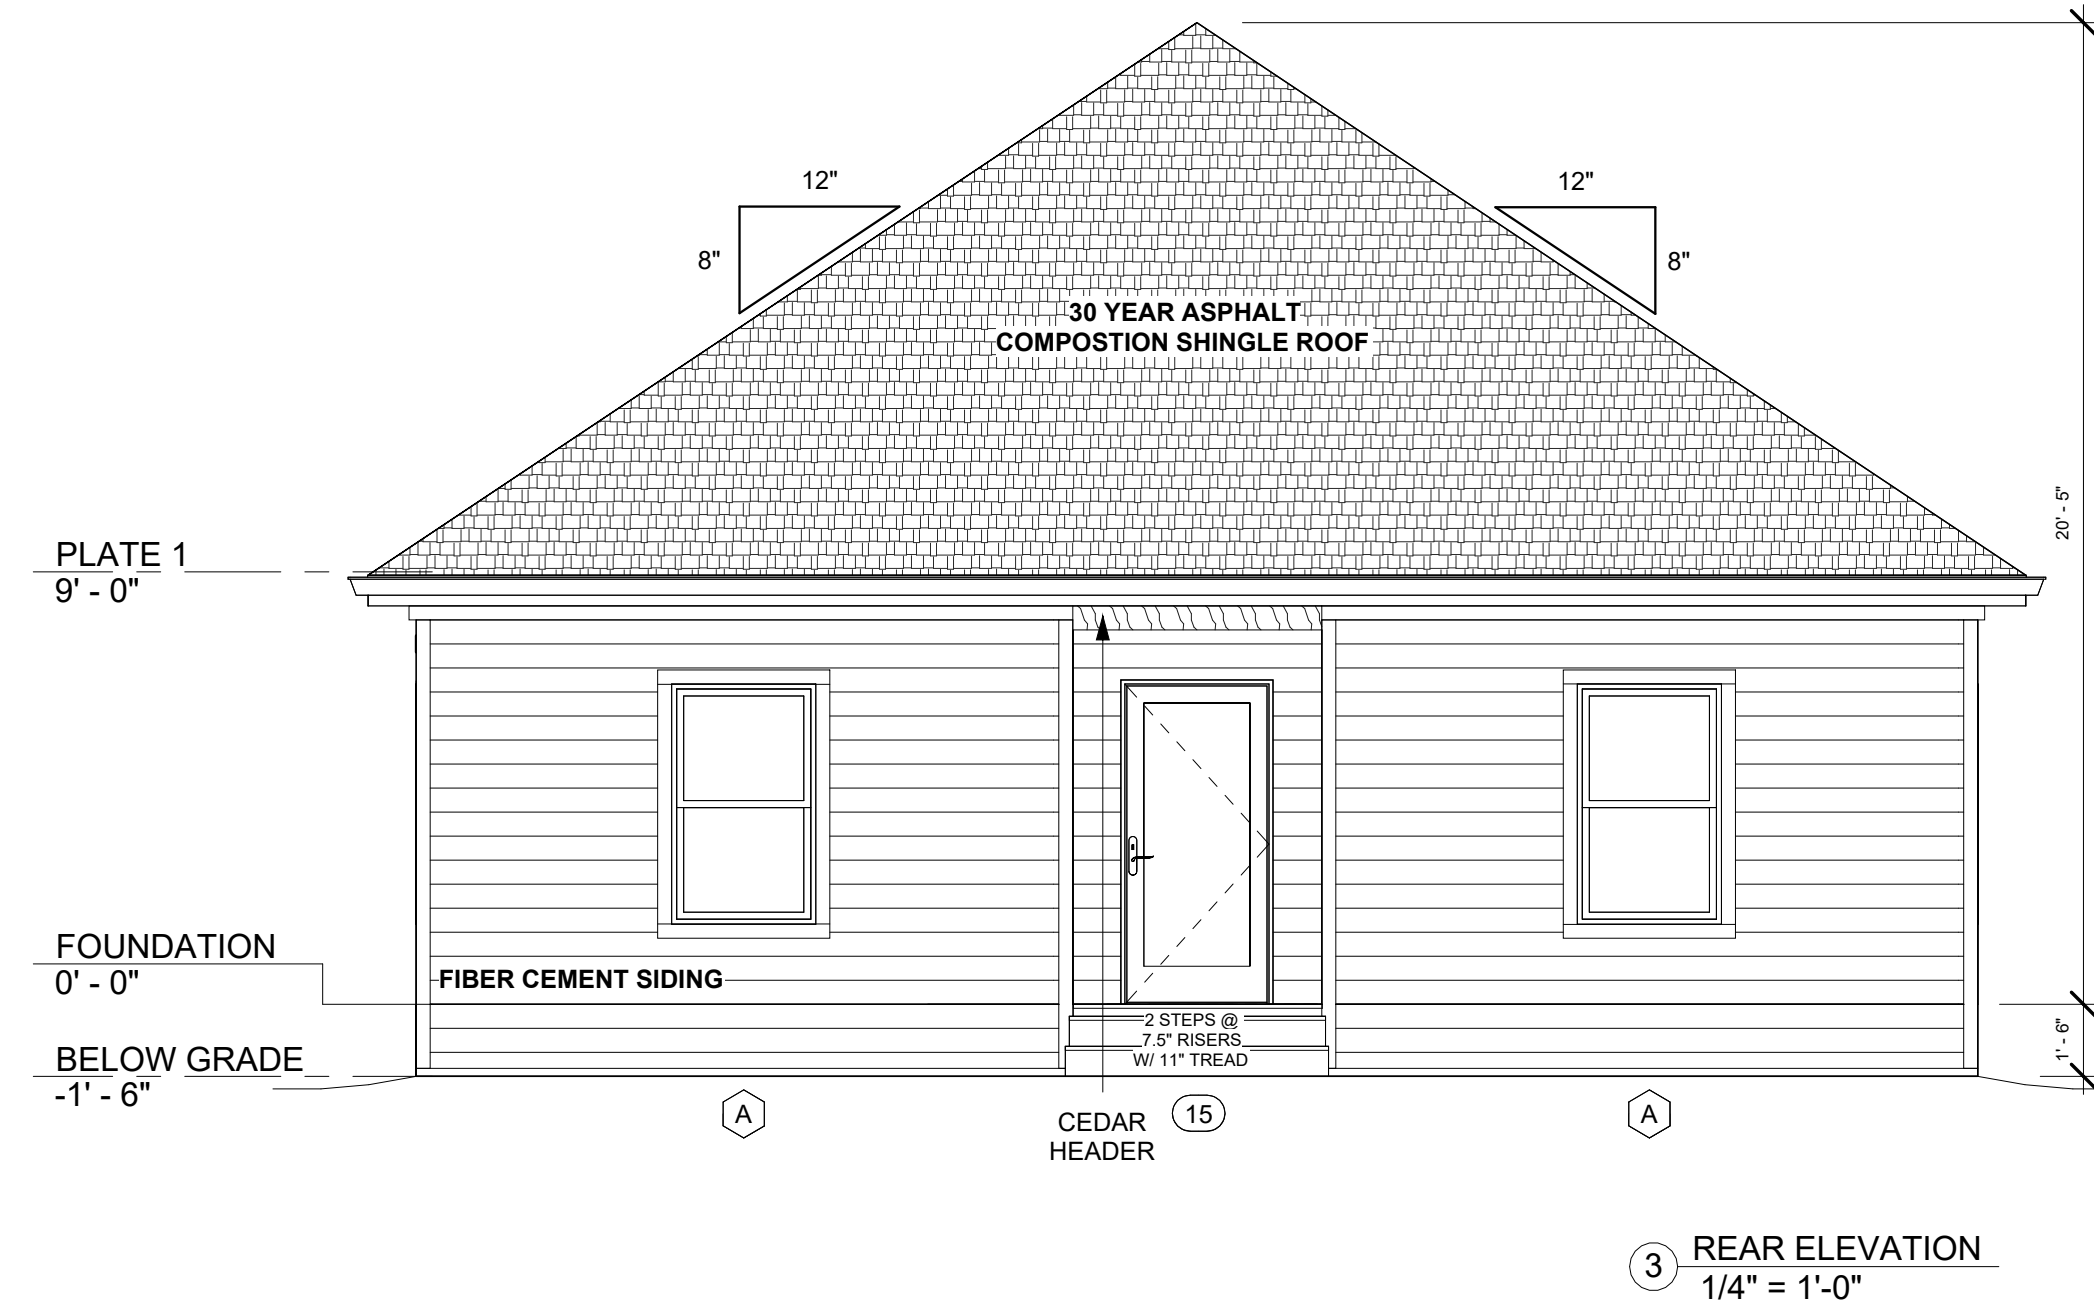 12"
12"
8"
8"
30 YEAR ASPHALT
COMPOSTION SHINGLE ROOF
20' - 5"
PLATE 1
9' - 0"
FOUNDATION
0' - 0"
FIBER CEMENT SIDING
2 STEPS @
7.5" RISERS
W/ 11" TREAD
1' - 6"
BELOW GRADE
-1' - 6"
A
CEDAR
HEADER
15
A
3
REAR ELEVATION
1/4" = 1'-0"